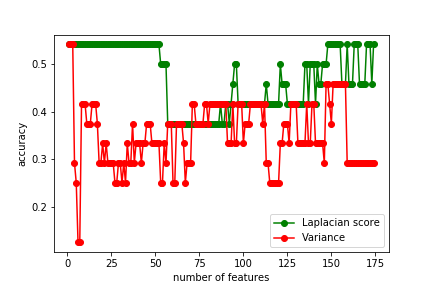 accuracy
0.5
0.4
0.3
0.2
0 25 50 75 100 125 150 175
number of features
Laplacian score
Variance